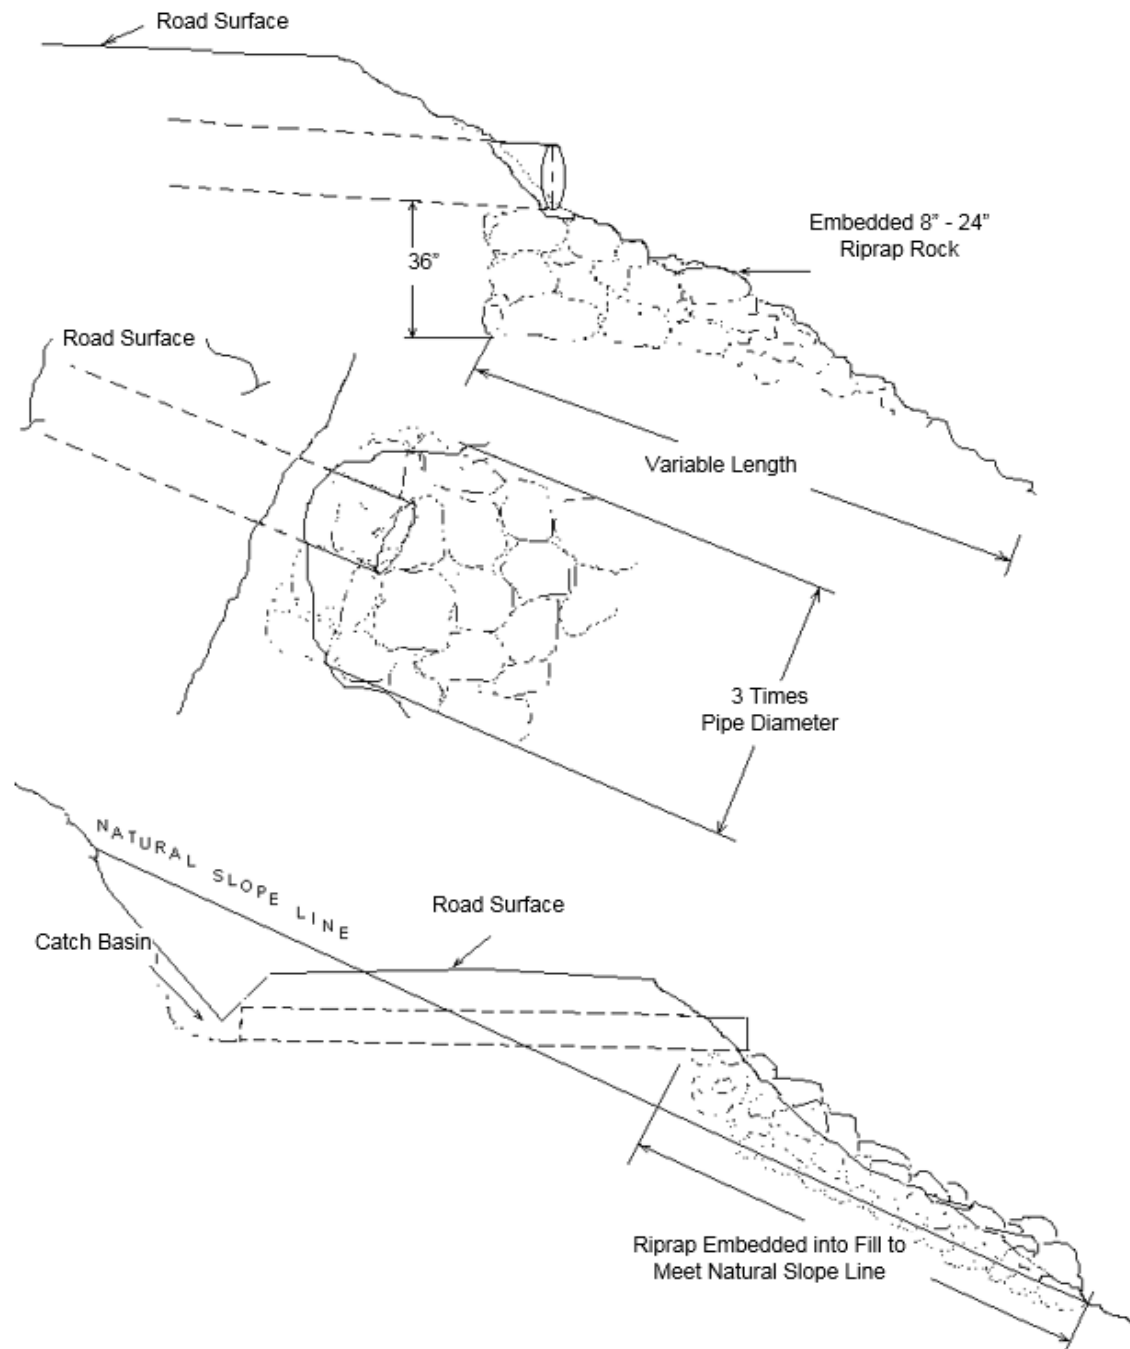 Road Surface
Embedded 8” - 24”
Riprap Rock
36”
Road Surface
Variable Length
3 Times
Pipe Diameter
NATURAL SLOPE LINE
Road Surface
Catch Basin
Riprap Embedded into Fill to
Meet Natural Slope Line